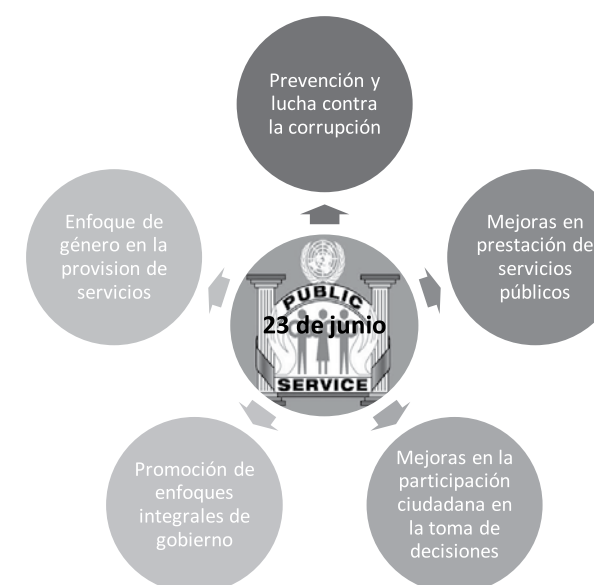 Prevención y
lucha contra
la corrupción
Enfoque de
género en la
provision de
servicios
Mejoras en
prestación de
servicios
públicos
PUBLIC
23 de junio
SERVICE
Promoción de
enfoques
integrales de
gobierno
Mejoras en la
participación
ciudadana en
la toma de
decisiones